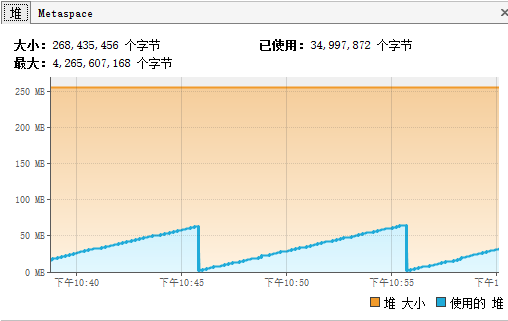 堆 Metaspace
大小：268,435,456 个字节 已使用：34,997,872 个字节
最大：4,265,607,168 个字节
250 MB
200 MB
150 MB
100 MB
50 MB
0 MB
下午10:40 下午10:45 下午10:50 下午10:55 下午1
堆 大小 使用的 堆